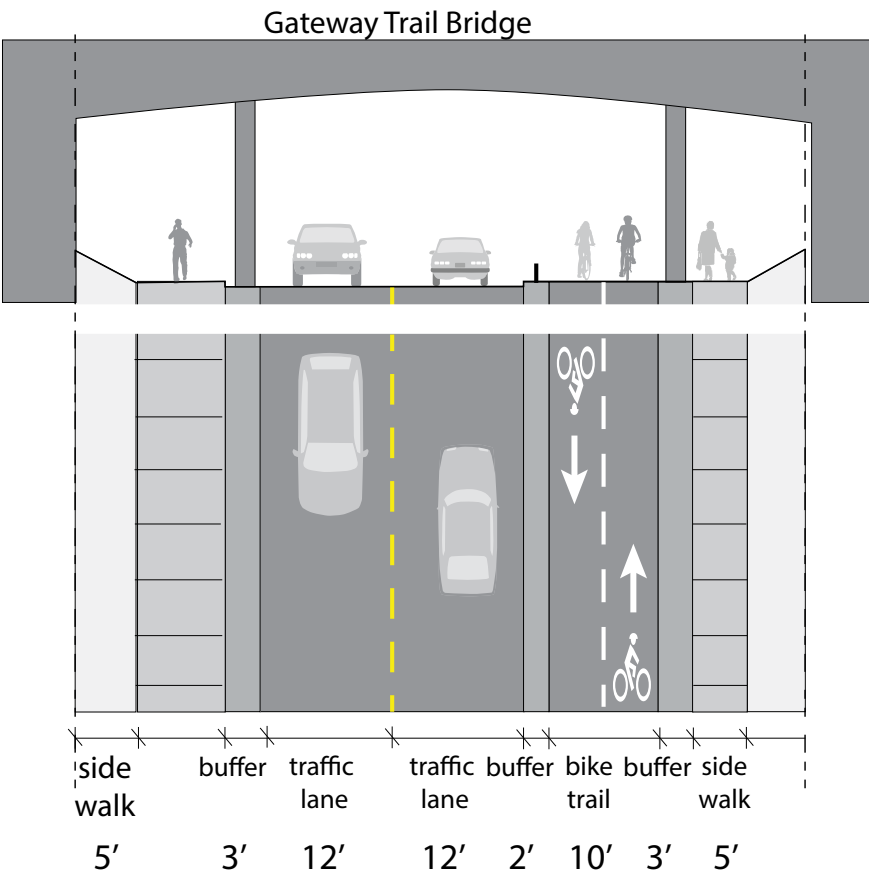 Gateway Trail Bridge
side buffer traffic traffic buffer bike buffer side
walk lane lane trail walk
5’ 3’ 12’ 12’ 2’ 10’ 3’ 5’